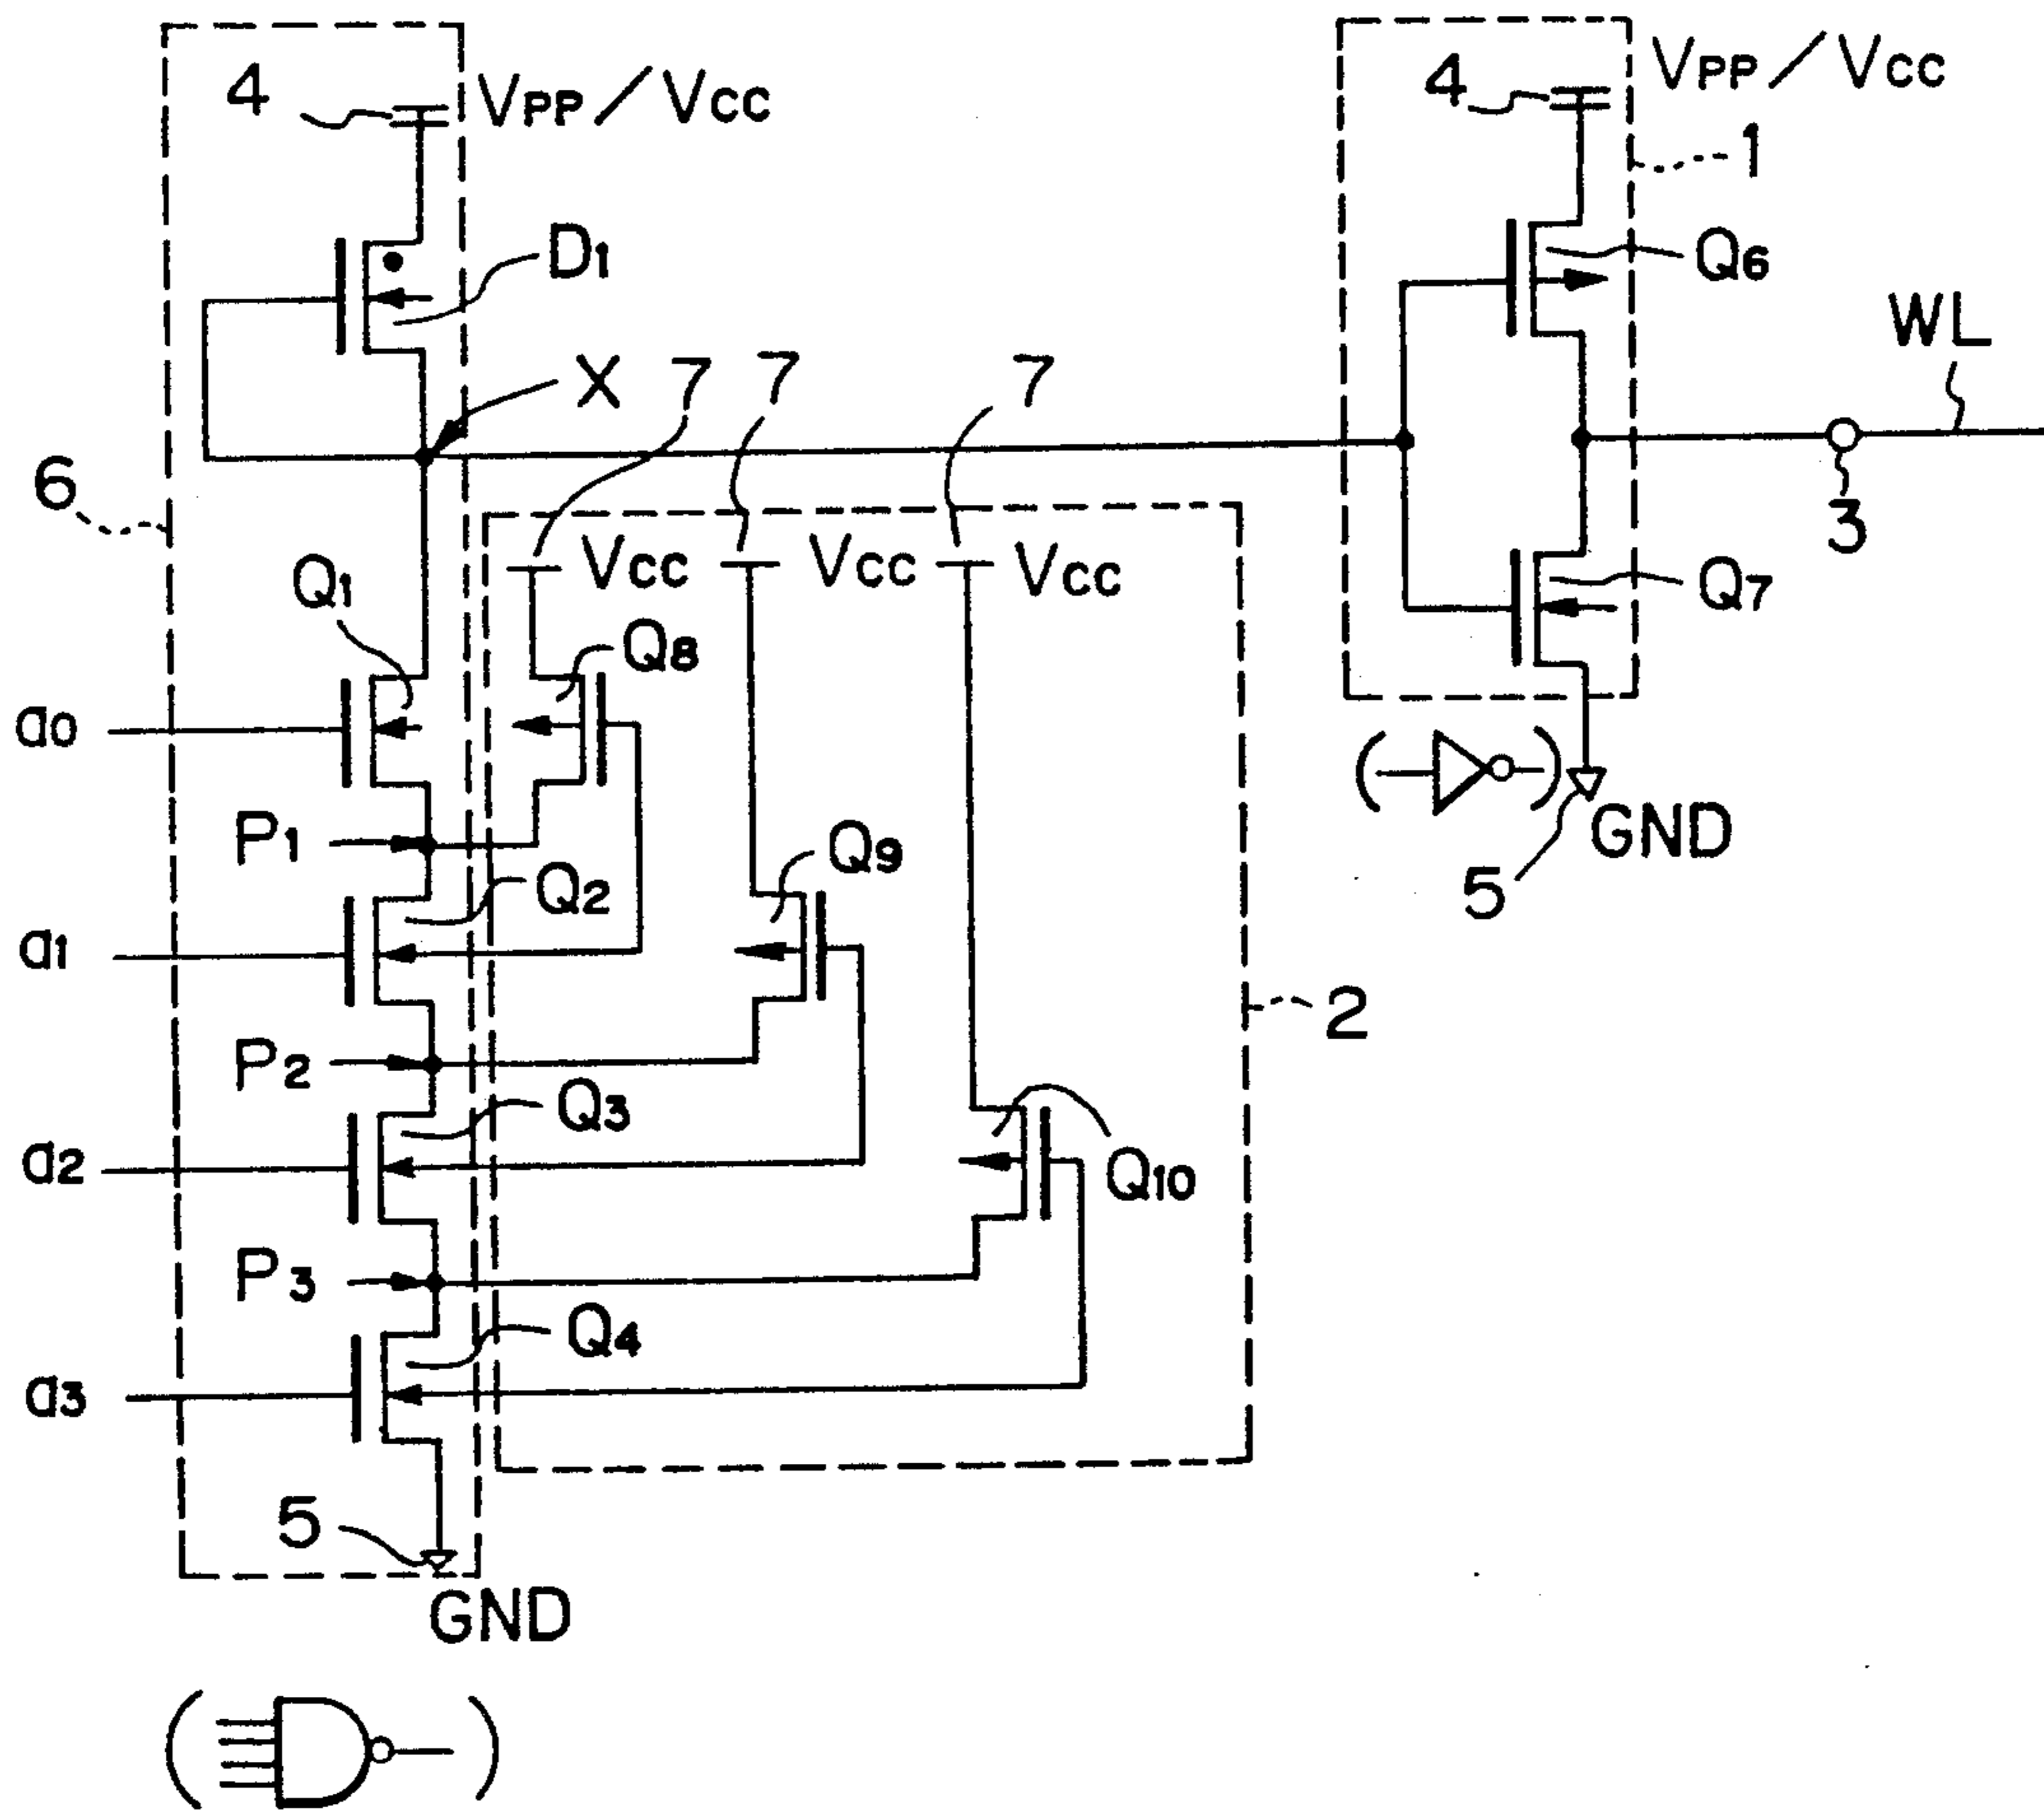 4 VPP/VCC
4 VPP/VCC
1
D1
Q6
WL
X 7 7 7
6
3
VCC VCC VCC
Q1
Q7
Q8
a0
P1
GND
Q9
Q2
5
a1
2
P2
Q3
a2
Q10
P3
Q4
a3
5
GND